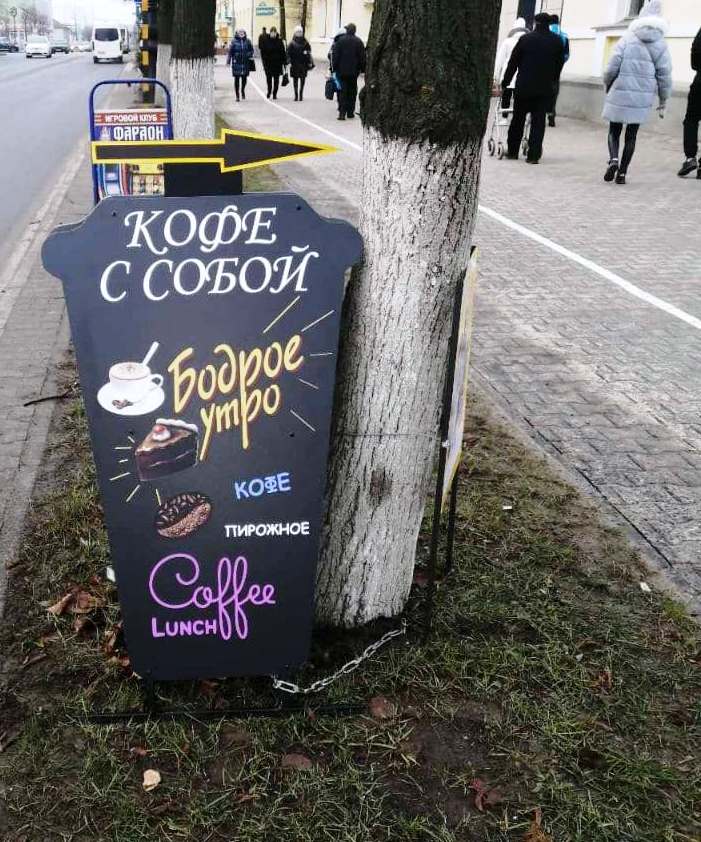 ИГРОВОЙ КЛУБ
ФАРАОН
КОФЕ
С СОБОЙ
Бодрое
утро
КОФЕ
ПИРОЖНОЕ
Coffee
LUNCH